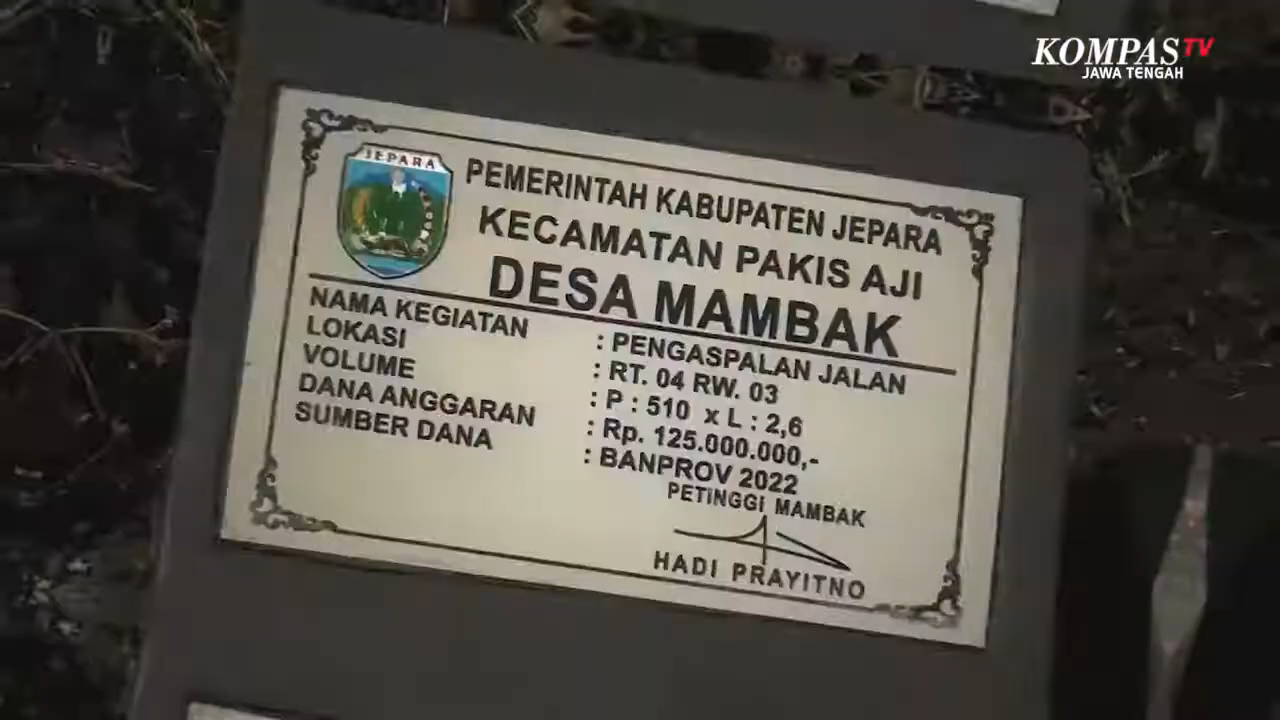 KOMPAS TV
JAWA TENGAH
JEPARA
PEMERINTAH KABUPATEN JEPARA
KECAMATAN PAKIS AJI
DESA MAMBAK
NAMA KEGIATAN : PENGASPALAN JALAN
LOKASI : RT. 04 RW. 03
VOLUME : P : 510 x L : 2,6
DANA ANGGARAN : Rp. 125.000.000,-
SUMBER DANA : BANPROV 2022
PETINGGI MAMBAK
HADI PRAYITNO